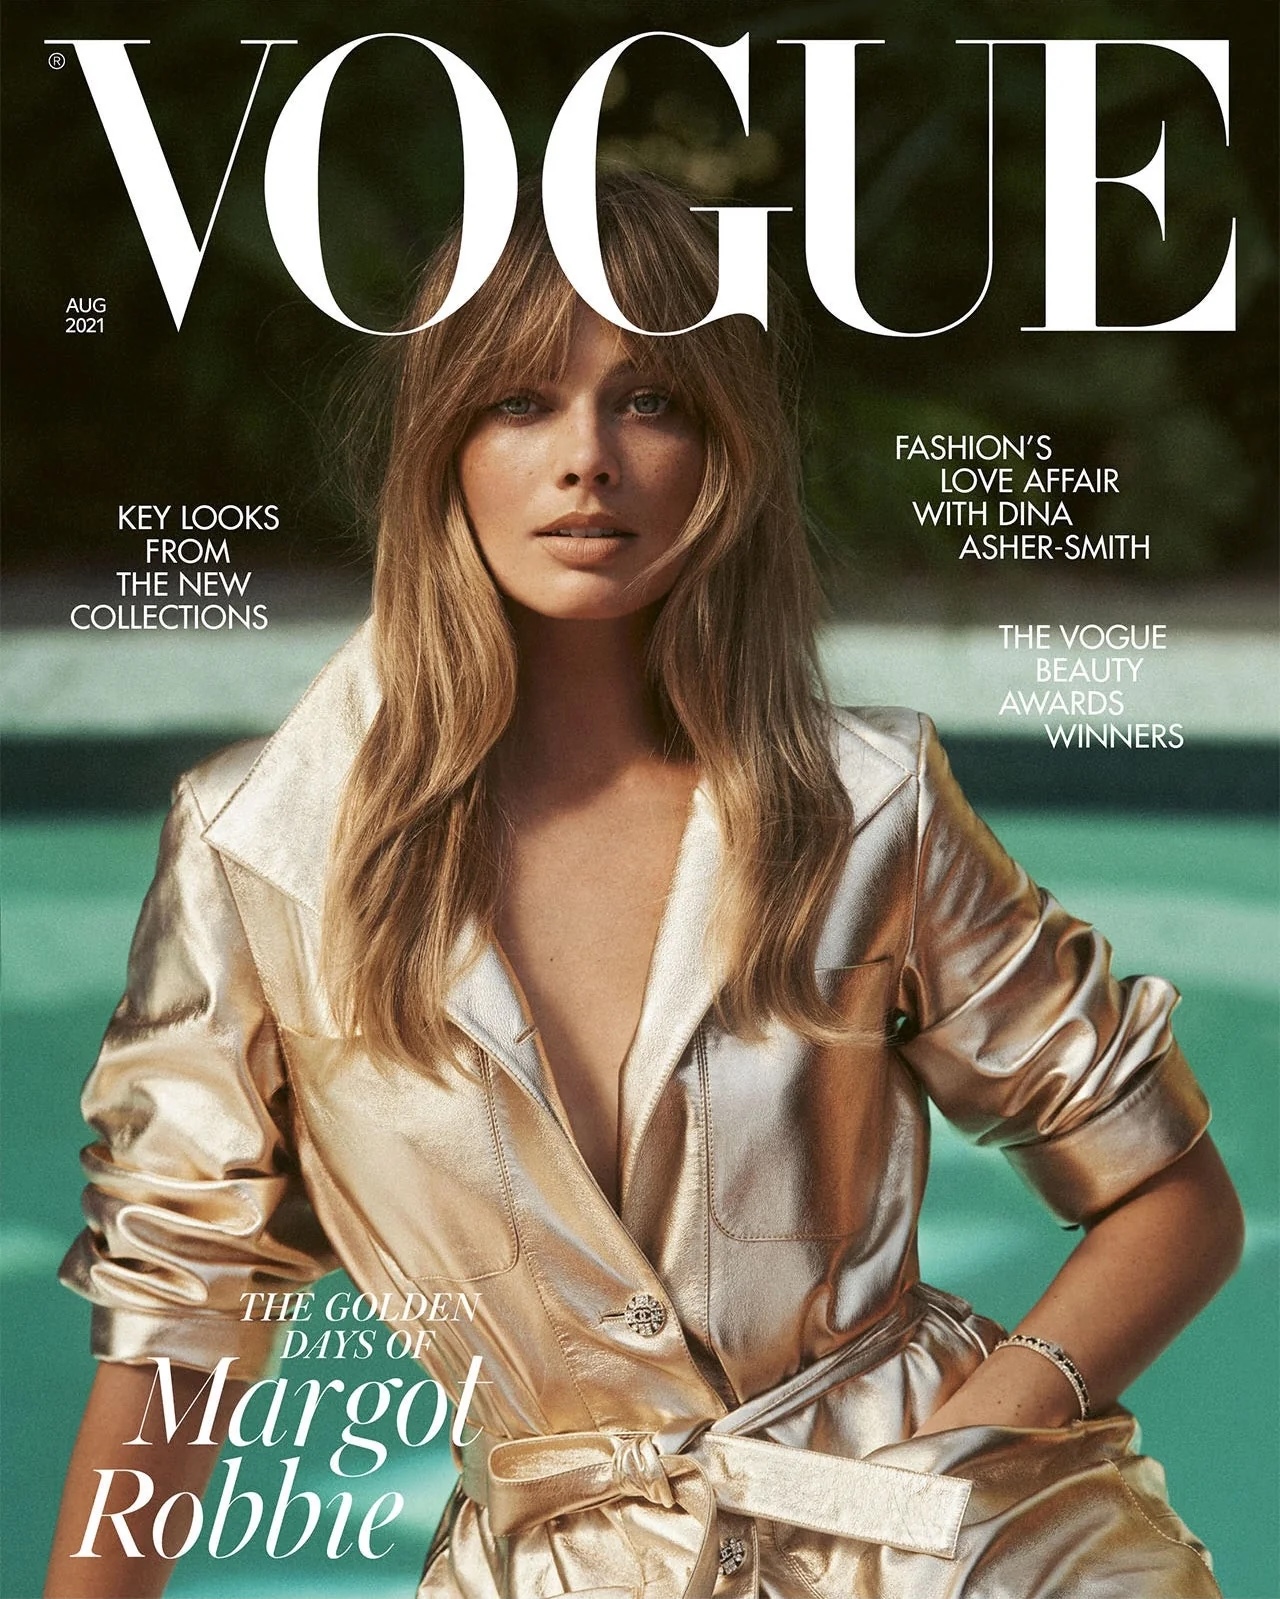 VOGUE
®
AUG
2021
FASHION'S
LOVE AFFAIR
WITH DINA
ASHER-SMITH
KEY LOOKS
FROM
THE NEW
COLLECTIONS
THE VOGUE
BEAUTY
AWARDS
WINNERS
THE GOLDEN
DAYS OF
Margot
Robbie